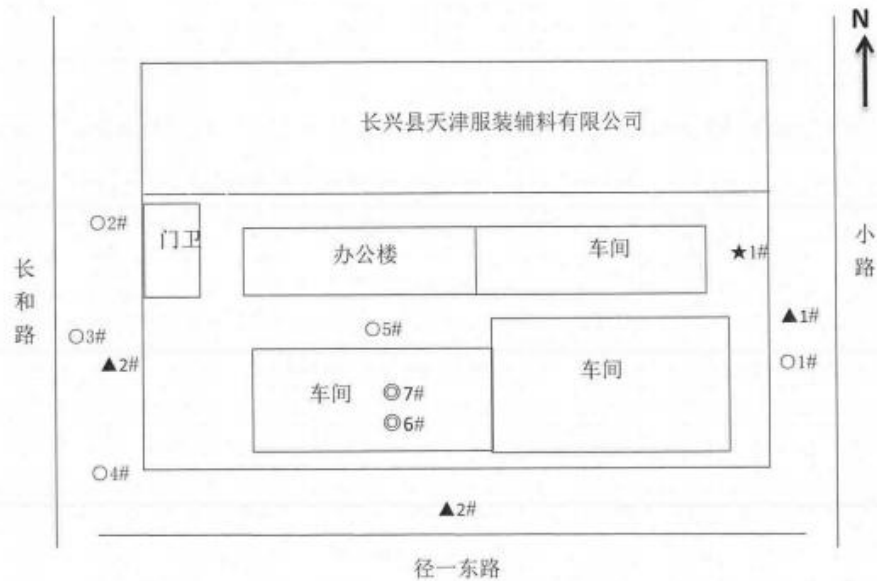 N
长兴县天津服装辅料有限公司
○2#
门卫
办公楼
车间
★1#
小路
长和路
▲1#
○3#
○5#
▲2#
车间
○1#
车间
◎7#
◎6#
○4#
▲2#
径一东路